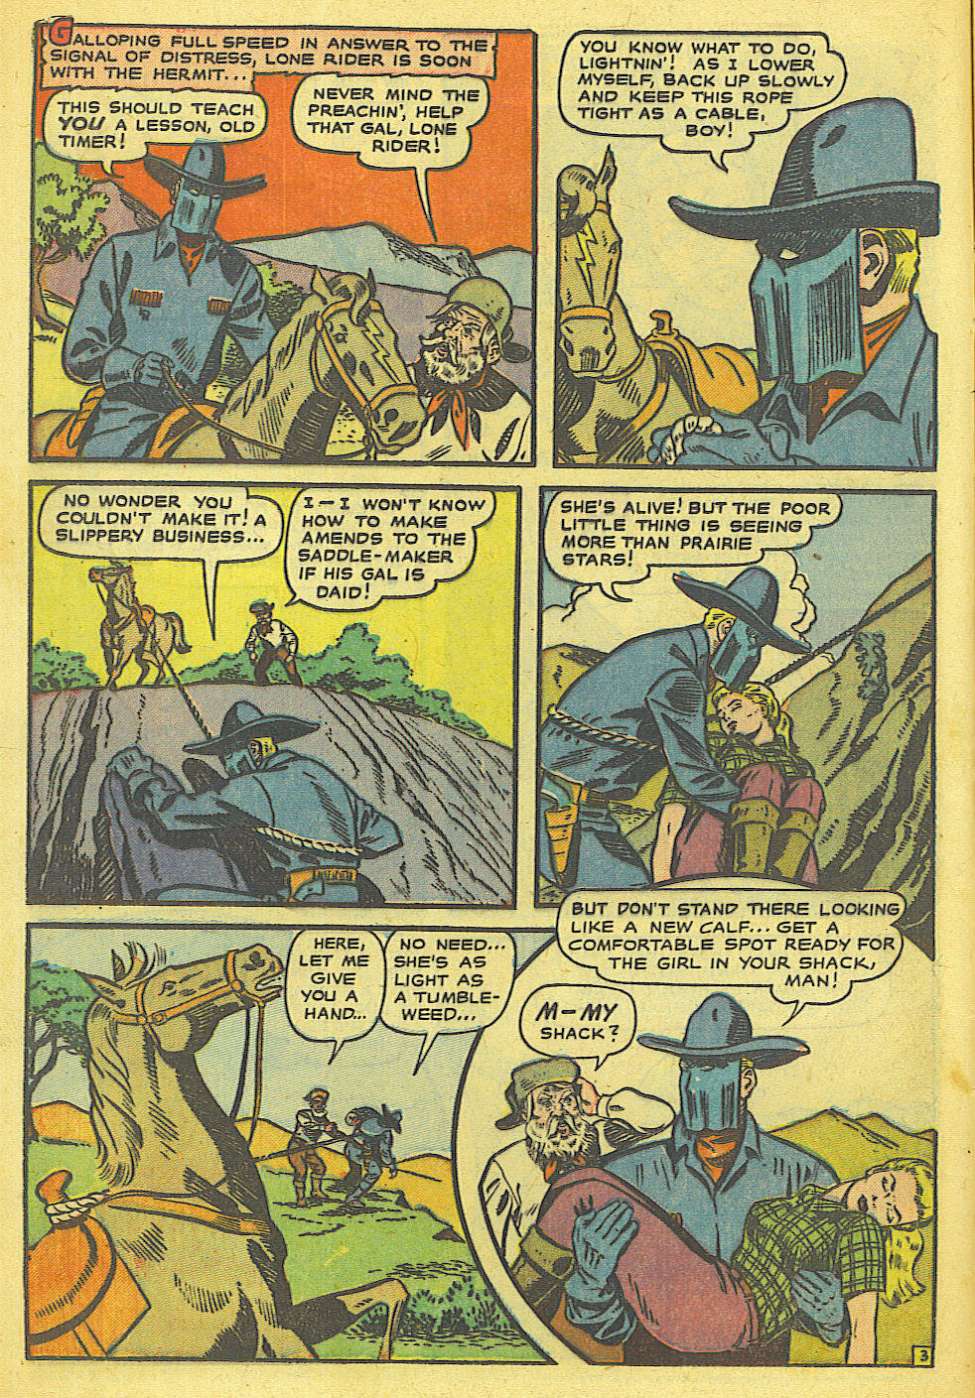 GALLOPING FULL SPEED IN ANSWER TO THE
SIGNAL OF DISTRESS, LONE RIDER IS SOON
WITH THE HERMIT...
THIS SHOULD TEACH
YOU A LESSON, OLD
TIMER!
NEVER MIND THE
PREACHIN', HELP
THAT GAL, LONE
RIDER!
YOU KNOW WHAT TO DO,
LIGHTNIN'! AS I LOWER
MYSELF, BACK UP SLOWLY
AND KEEP THIS ROPE
TIGHT AS A CABLE,
BOY!
NO WONDER YOU
COULDN'T MAKE IT! A
SLIPPERY BUSINESS...
I-I WON'T KNOW
HOW TO MAKE
AMENDS TO THE
SADDLE-MAKER
IF HIS GAL IS
DAID!
SHE'S ALIVE! BUT THE POOR
LITTLE THING IS SEEING
MORE THAN PRAIRIE
STARS!
HERE,
LET ME
GIVE
YOU A
HAND...
NO NEED...
SHE'S AS
LIGHT AS
A TUMBLE-
WEED...
BUT DON'T STAND THERE LOOKING
LIKE A NEW CALF... GET A
COMFORTABLE SPOT READY FOR
THE GIRL IN YOUR SHACK,
MAN!
M-MY
SHACK?
3